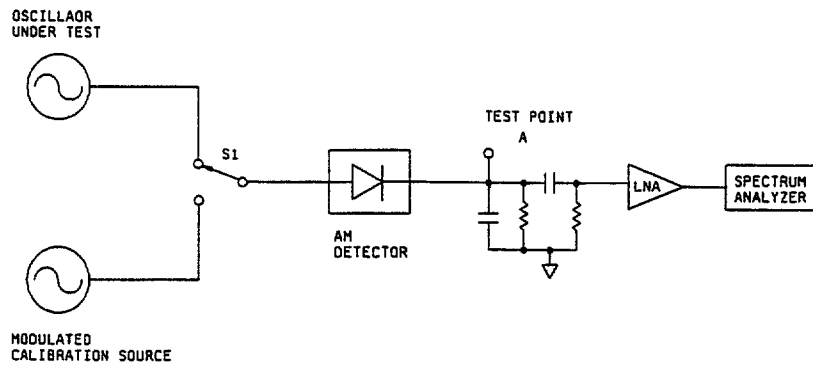 OSCILLAOR
UNDER TEST
S1
TEST POINT
A
AM
DETECTOR
LNA
SPECTRUM
ANALYZER
MODULATED
CALIBRATION SOURCE